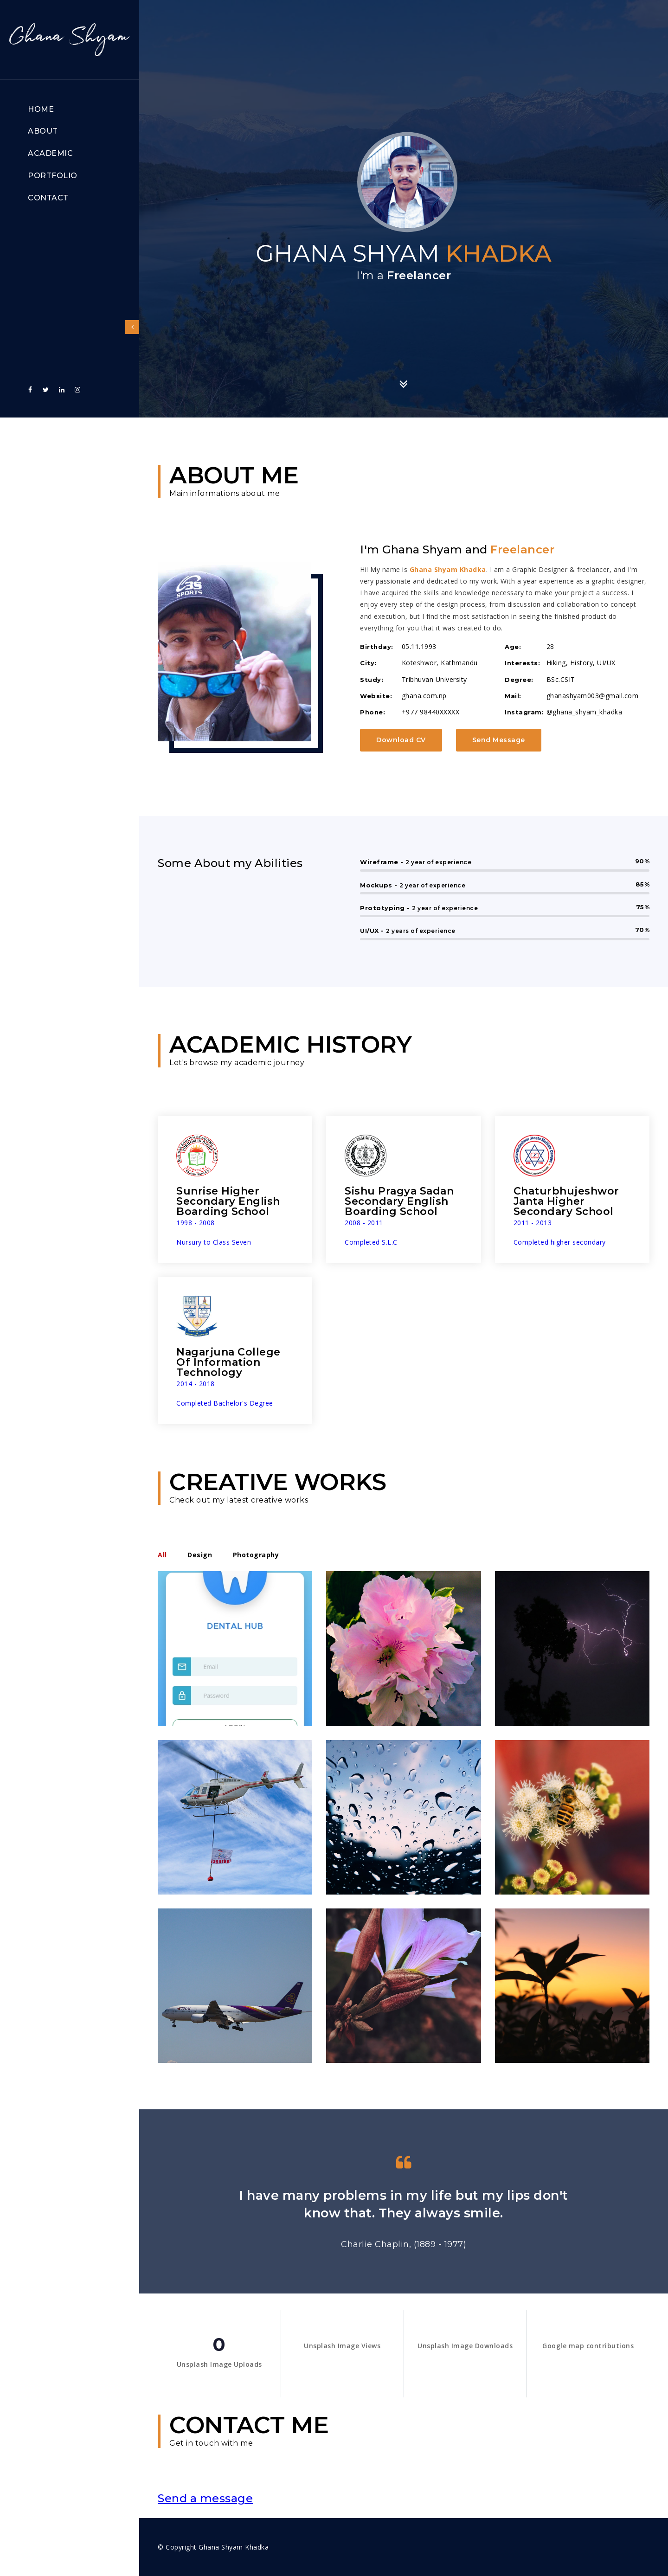 Ghana Shyam
HOME
ABOUT
ACADEMIC
PORTFOLIO
CONTACT
GHANA SHYAM KHADKA
I'm a Freelancer
ABOUT ME
Main informations about me
3S
SPORTS
I'm Ghana Shyam and Freelancer
Hi! My name is Ghana Shyam Khadka. I am a Graphic Designer & freelancer, and I'm
very passionate and dedicated to my work. With a year experience as a graphic designer,
I have acquired the skills and knowledge necessary to make your project a success. I
enjoy every step of the design process, from discussion and collaboration to concept
and execution, but I find the most satisfaction in seeing the finished product do
everything for you that it was created to do.
Birthday: 05.11.1993
Age: 28
City: Koteshwor, Kathmandu
Interests: Hiking, History, UI/UX
Study: Tribhuvan University
Degree: BSc.CSIT
Website: ghana.com.np
Mail: ghanashyam003@gmail.com
Phone: +977 98440XXXXX
Instagram: @ghana_shyam_khadka
Download CV
Send Message
Some About my Abilities
Wireframe - 2 year of experience 90%
Mockups - 2 year of experience 85%
Prototyping - 2 year of experience 75%
UI/UX - 2 years of experience 70%
ACADEMIC HISTORY
Let's browse my academic journey
Sunrise Higher
Secondary English
Boarding School
1998 - 2008
Nursury to Class Seven
Sishu Pragya Sadan
Secondary English
Boarding School
2008 - 2011
Completed S.L.C
Chaturbhujeshwor
Janta Higher
Secondary School
2011 - 2013
Completed higher secondary
Nagarjuna College
Of Information
Technology
2014 - 2018
Completed Bachelor's Degree
CREATIVE WORKS
Check out my latest creative works
All
Design
Photography
DENTAL HUB
Email
Password
I have many problems in my life but my lips don't
know that. They always smile.
Charlie Chaplin, (1889 - 1977)
0
Unsplash Image Uploads
Unsplash Image Views
Unsplash Image Downloads
Google map contributions
CONTACT ME
Get in touch with me
Send a message
© Copyright Ghana Shyam Khadka